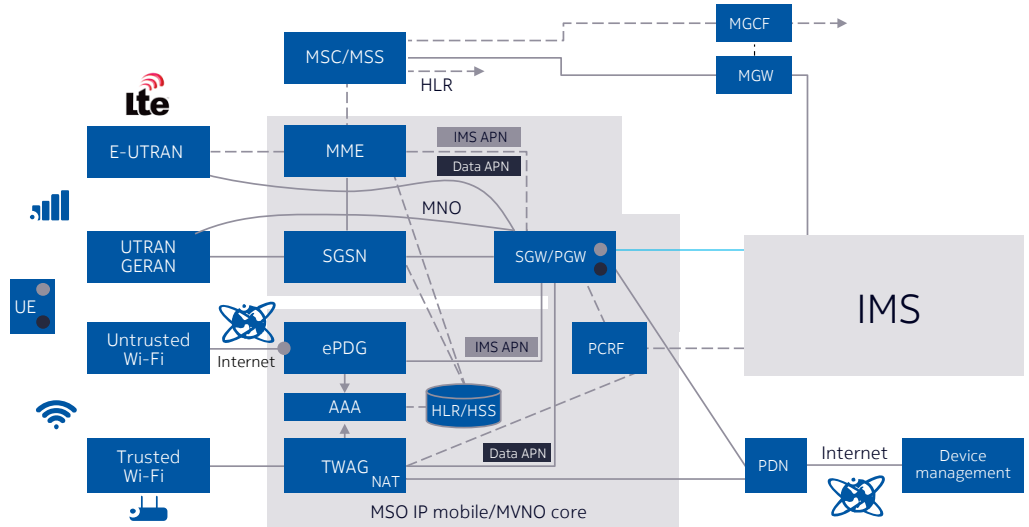 MGCF
MSC/MSS
MGW
HLR
Lte
IMS APN
E-UTRAN
MME
Data APN
MNO
UTRAN
GERAN
SGSN
SGW/PGW
UE
IMS
Untrusted
Wi-Fi
Internet
ePDG
IMS APN
PCRF
AAA
HLR/HSS
Trusted
Wi-Fi
TWAG
NAT
Data APN
PDN
Internet
Device
management
MSO IP mobile/MVNO core